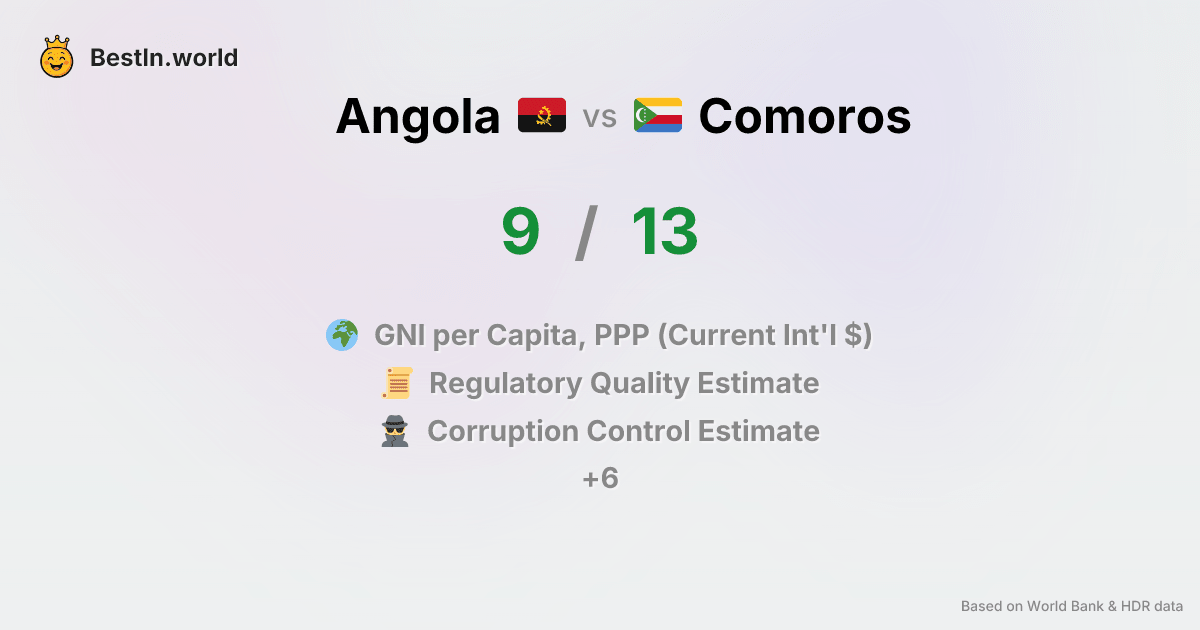 BestIn.world
Angola vs Comoros
9 / 13
GNI per Capita, PPP (Current Int'l $)
Regulatory Quality Estimate
Corruption Control Estimate
+6
Based on World Bank & HDR data